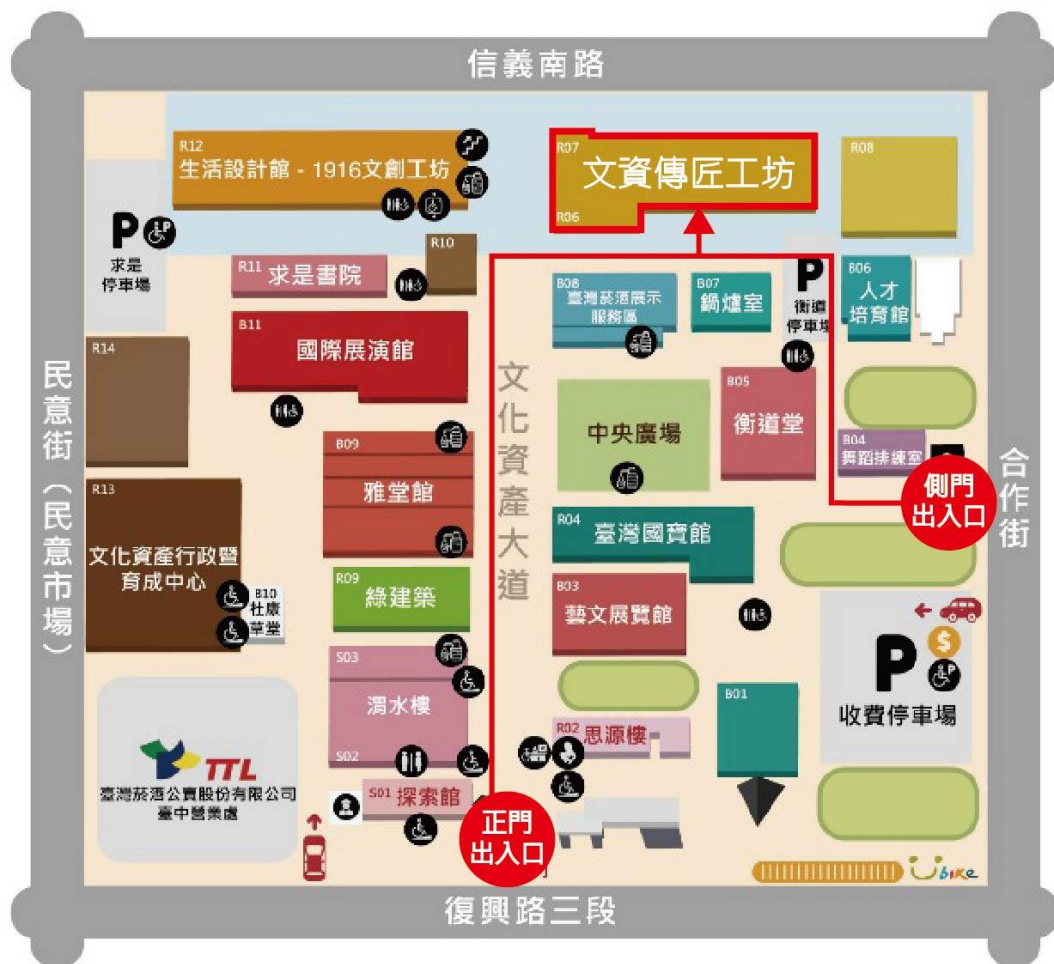 信義南路
R12
生活設計館 - 1916文創工坊
R07
文資傳匠工坊
R06
R08
P
求是
停車場
R11 求是書院
R10
B08
臺灣菸酒展示
服務區
B07
鍋爐室
P
衡道
停車場
B06
人才
培育館
B11
國際展演館
R14
民意街（民意市場）
文化資產大道
中央廣場
B05
衡道堂
B04
舞蹈排練室
側門
出入口
合作街
B09
雅堂館
R13
文化資產行政暨
育成中心
B10
杜康
草堂
R04
臺灣國寶館
R09
綠建築
B03
藝文展覽館
P
$
收費停車場
S03
渭水樓
S02
B01
R02 思源樓
TTL
臺灣菸酒公賣股份有限公司
臺中營業處
S01 探索館
正門
出入口
Ubike
復興路三段